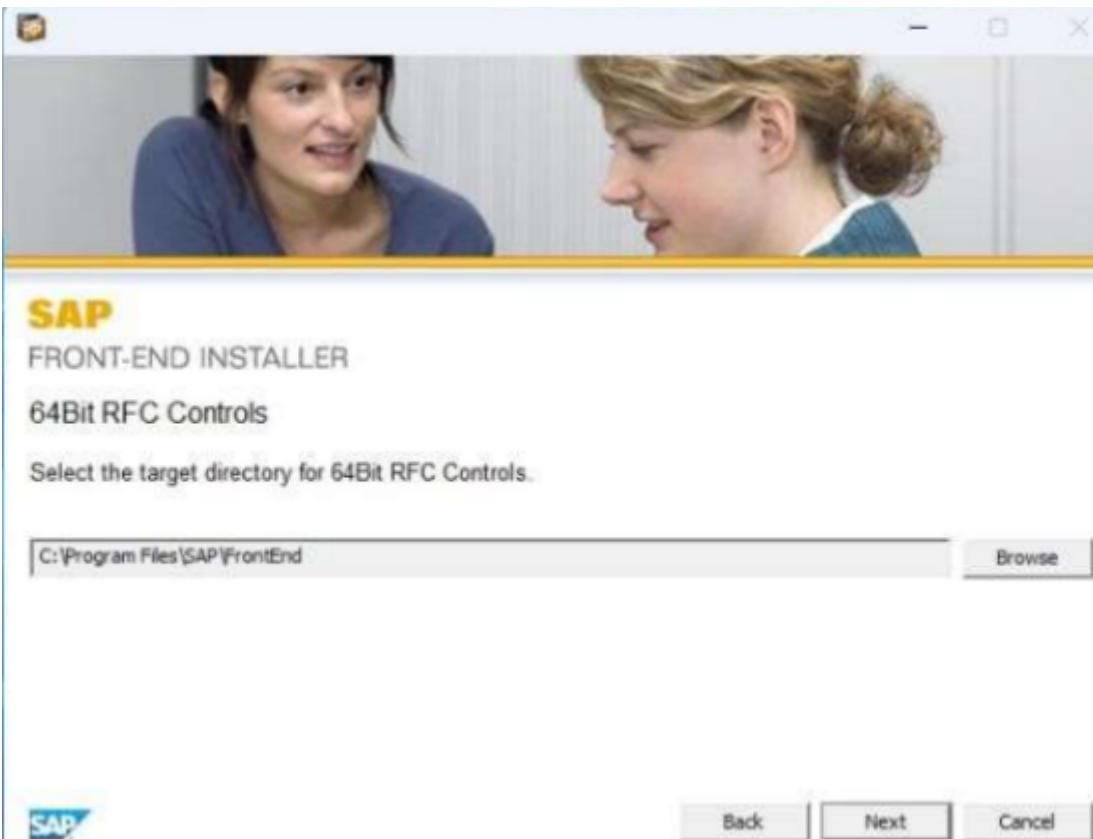 SAP
FRONT-END INSTALLER
64Bit RFC Controls
Select the target directory for 64Bit RFC Controls.
C:\Program Files\SAP\FrontEnd
Browse
SAP
Back
Next
Cancel